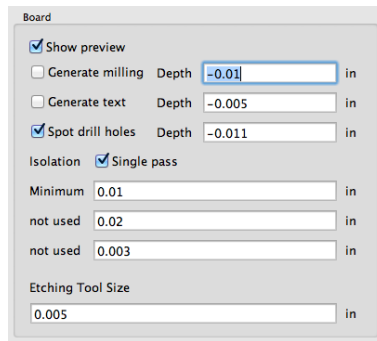 Board
Show preview
Generate milling Depth -0.01 in
Generate text Depth -0.005 in
Spot drill holes Depth -0.011 in
Isolation Single pass
Minimum 0.01 in
not used 0.02 in
not used 0.003 in
Etching Tool Size
0.005 in